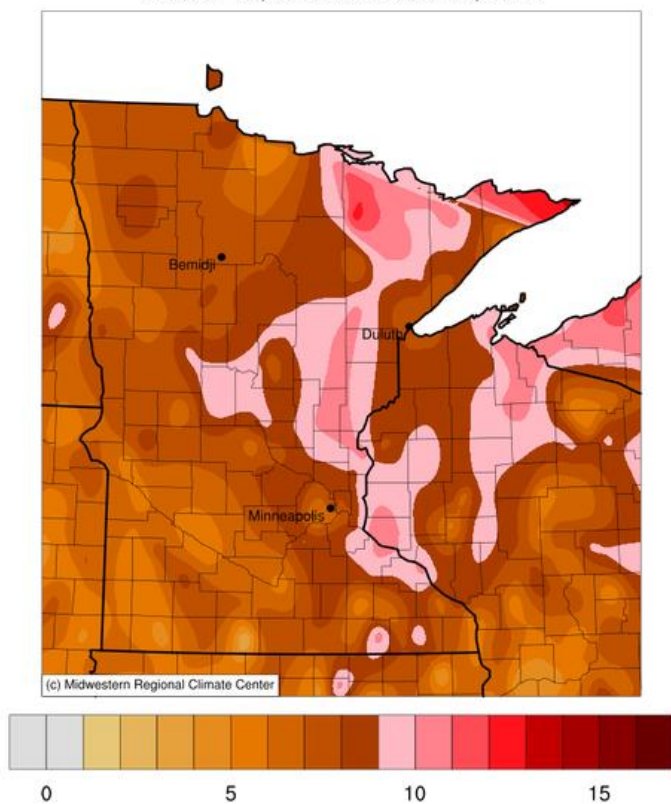 Bemidji
Duluth
Minneapolis
(c) Midwestern Regional Climate Center
0 5 10 15